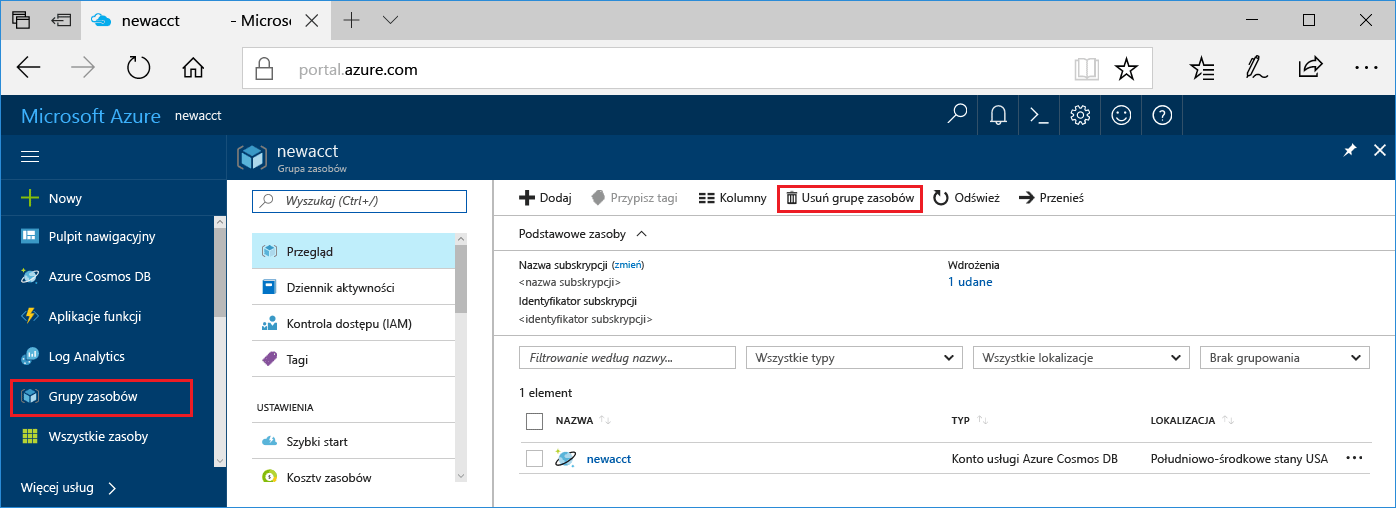 newacct - Microsc
portal.azure.com
Microsoft Azure newacct
newacct
Grupa zasobów
Nowy
Pulpit nawigacyjny
Azure Cosmos DB
Aplikacje funkcji
Log Analytics
Grupy zasobów
Wszystkie zasoby
Więcej usług
Wyszukaj (Ctrl+/)
Przegląd
Dziennik aktywności
Kontrola dostępu (IAM)
Tagi
USTAWIENIA
Szybki start
Koszty zasobów
Dodaj Przypisz tagi Kolumny Usuń grupę zasobów Odśwież Przenieś
Podstawowe zasoby
Nazwa subskrypcji (zmień)
<nazwa subskrypcji>
Identyfikator subskrypcji
<identyfikator subskrypcji>
Wdrożenia
1 udane
Filtrowanie według nazwy... Wszystkie typy Wszystkie lokalizacje Brak grupowania
1 element
NAZWA TYP LOKALIZACJA
newacct Konto usługi Azure Cosmos DB Południowo-środkowe stany USA